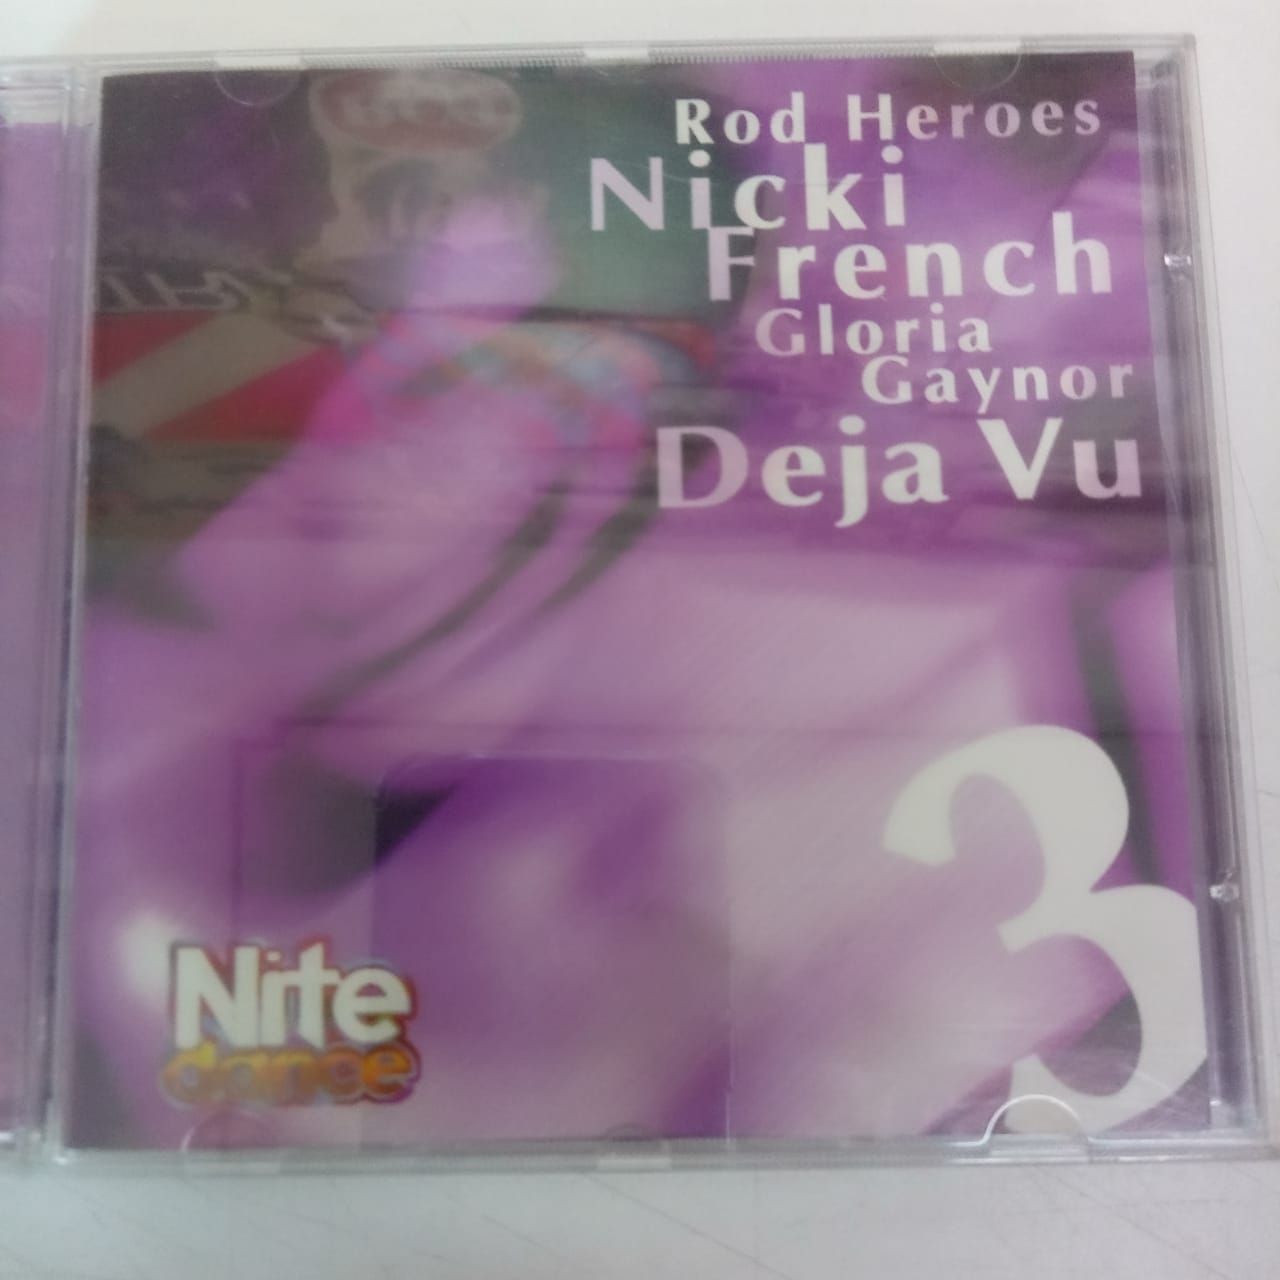 Rod Heroes
Nicki
French
Gloria
Gaynor
Deja Vu
3
Nite
dance